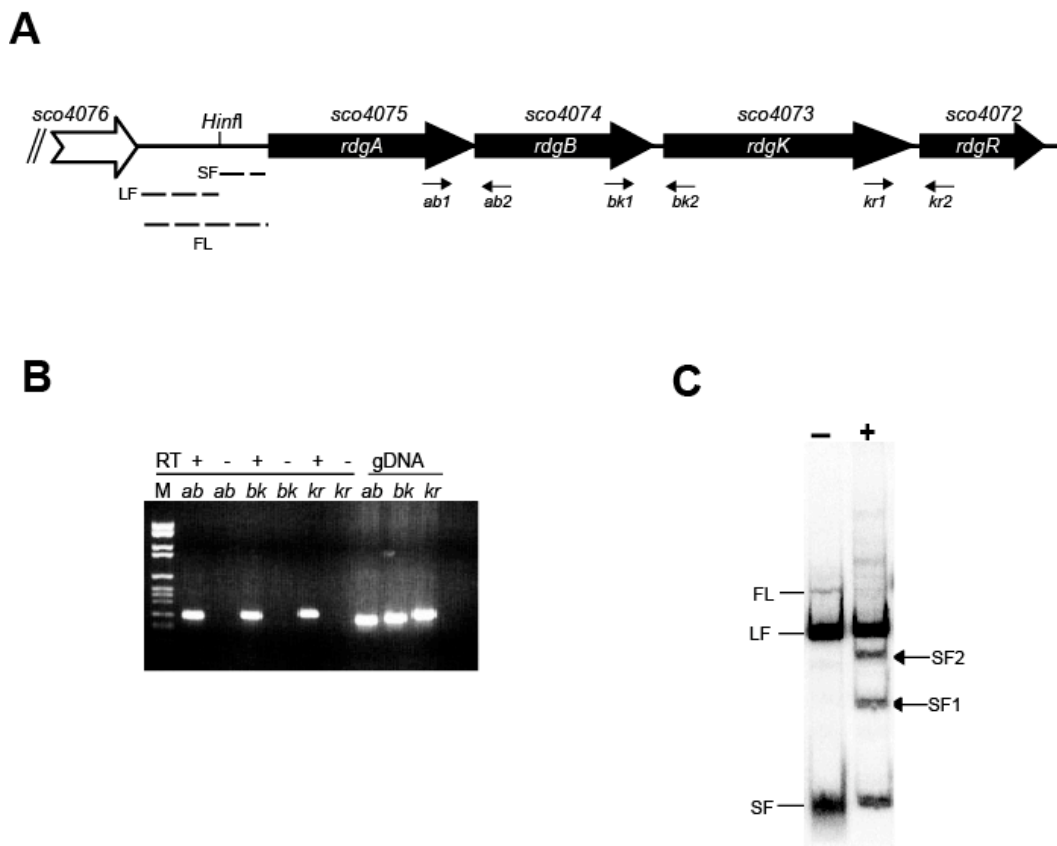 A
sco4076 HinfI sco4075 sco4074 sco4073 sco4072
rdgA rdgB rdgK rdgR
SF
LF
ab1 ab2 bk1 bk2 kr1 kr2
FL
B
RT + - + - + - gDNA
M ab ab bk bk kr kr ab bk kr
C
– +
FL
LF
SF2
SF1
SF